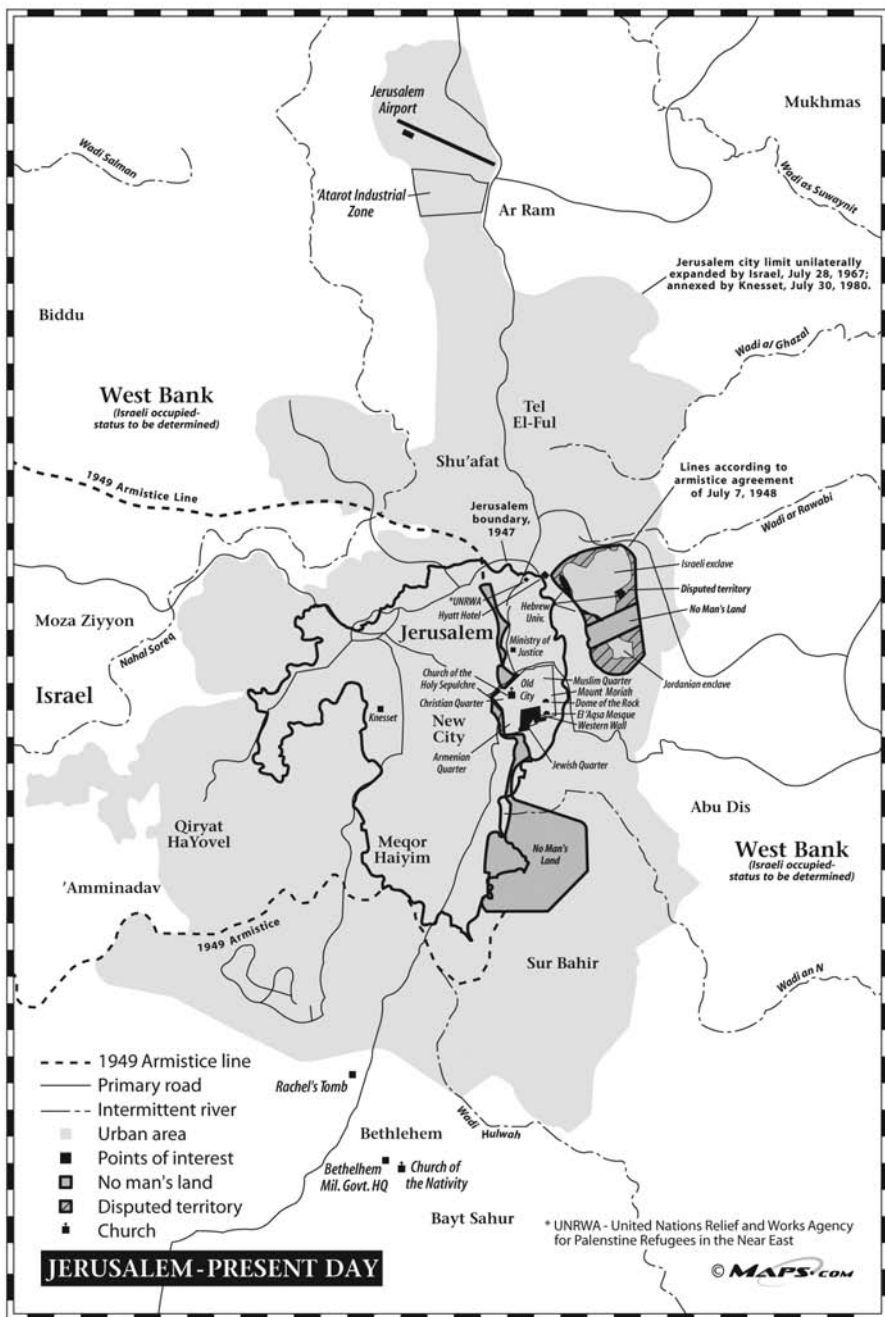 Jerusalem
Airport
Mukhmas
Wadi Salman
Wadi as Suwaynit
'Atarot Industrial
Zone
Ar Ram
Jerusalem city limit unilaterally
expanded by Israel, July 28, 1967;
annexed by Knesset, July 30, 1980.
Biddu
Wadi a/ Ghazal
West Bank
(Israeli occupied-
status to be determined)
Tel
El-Ful
Shu'afat
1949 Armistice Line
Lines according to
armistice agreement
of July 7, 1948
Jerusalem
boundary,
1947
Wadi ar Rawabi
Israeli exclave
*UNRWA
Hyatt Hotel
Hebrew
Univ.
Disputed territory
No Man's Land
Moza Ziyyon
Nahal Soreq
Jerusalem
Ministry of
Justice
Israel
Church of the
Holy Sepulchre
Christian Quarter
Old
City
Muslim Quarter
Mount Moriah
Dome of the Rock
El 'Aqsa Mosque
Western Wall
Jordanian enclave
Knesset
New
City
Armenian
Quarter
Jewish Quarter
Abu Dis
Qiryat
HaYovel
Meqor
Haiyim
No Man's
Land
West Bank
(Israeli occupied-
status to be determined)
'Amminadav
1949 Armistice
Sur Bahir
Wadi an N
1949 Armistice line
Primary road
Intermittent river
Urban area
Points of interest
No man's land
Disputed territory
Church
Rachel's Tomb
Wadi Hulwah
Bethlehem
Bethelhem
Mil. Govt. HQ
Church of
the Nativity
Bayt Sahur
* UNRWA - United Nations Relief and Works Agency
for Palenstine Refugees in the Near East
JERUSALEM - PRESENT DAY
© MAPS.COM